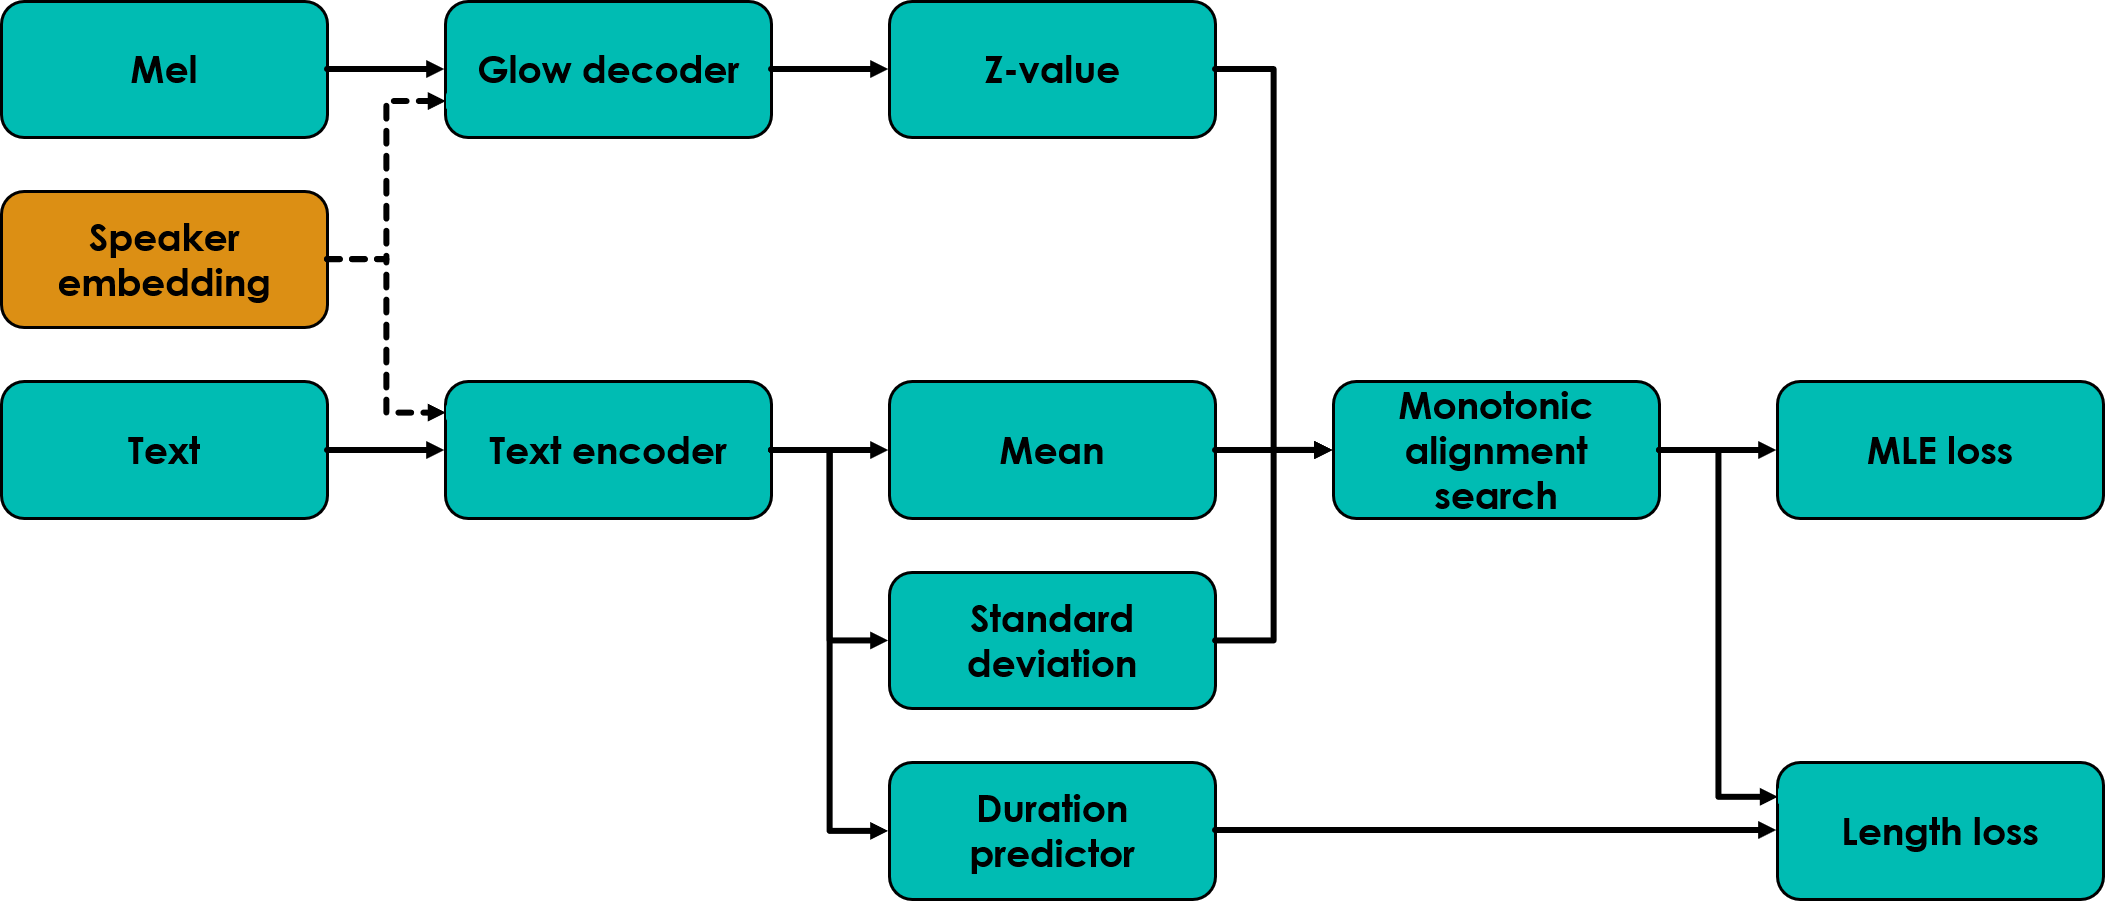 Mel
Glow decoder
Z-value
Speaker
embedding
Text
Text encoder
Mean
Monotonic
alignment
search
MLE loss
Standard
deviation
Duration
predictor
Length loss